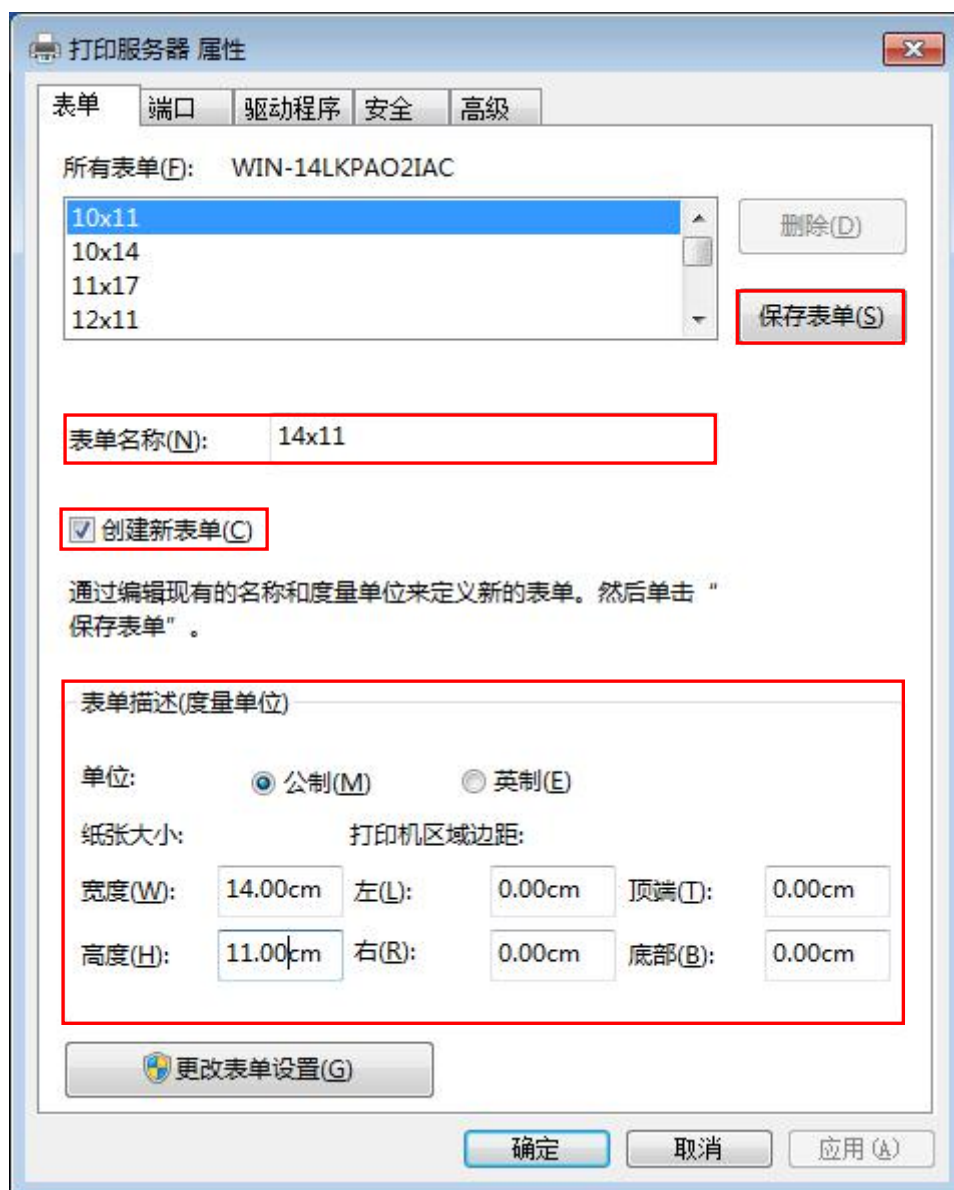 打印服务器 属性
表单 端口 驱动程序 安全 高级
所有表单(F): WIN-14LKPAO2IAC
10x11
10x14
11x17
12x11
删除(D)
保存表单(S)
表单名称(N): 14x11
创建新表单(C)
通过编辑现有的名称和度量单位来定义新的表单。然后单击“
保存表单”。
表单描述(度量单位)
单位: 公制(M) 英制(E)
纸张大小: 打印机区域边距:
宽度(W): 14.00cm 左(L): 0.00cm 顶端(T): 0.00cm
高度(H): 11.00cm 右(R): 0.00cm 底部(B): 0.00cm
更改表单设置(G)
确定 取消 应用(A)